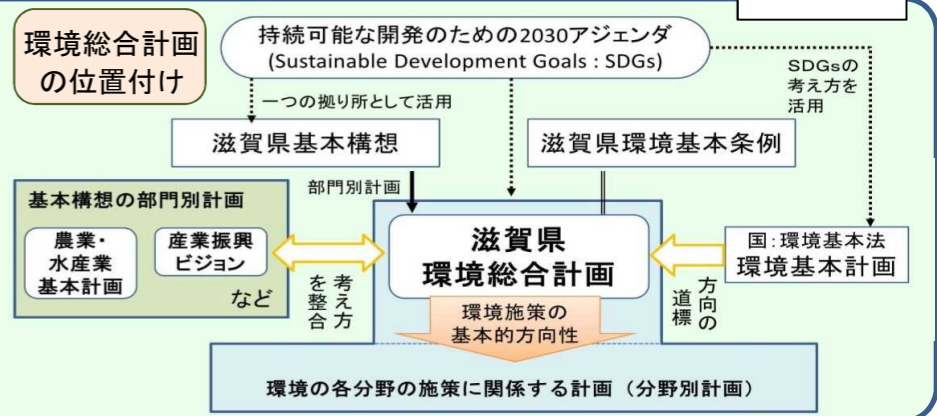 環境総合計画
の位置付け
持続可能な開発のための2030アジェンダ
(Sustainable Development Goals : SDGs)
SDGsの
考え方を
活用
一つの拠り所として活用
滋賀県基本構想
滋賀県環境基本条例
部門別計画
基本構想の部門別計画
農業・
水産業
基本計画
産業振興
ビジョン
など
考え方
を整合
滋賀県
環境総合計画
方向の
道標
国:環境基本法
環境基本計画
環境施策の
基本的方向性
環境の各分野の施策に関係する計画（分野別計画）